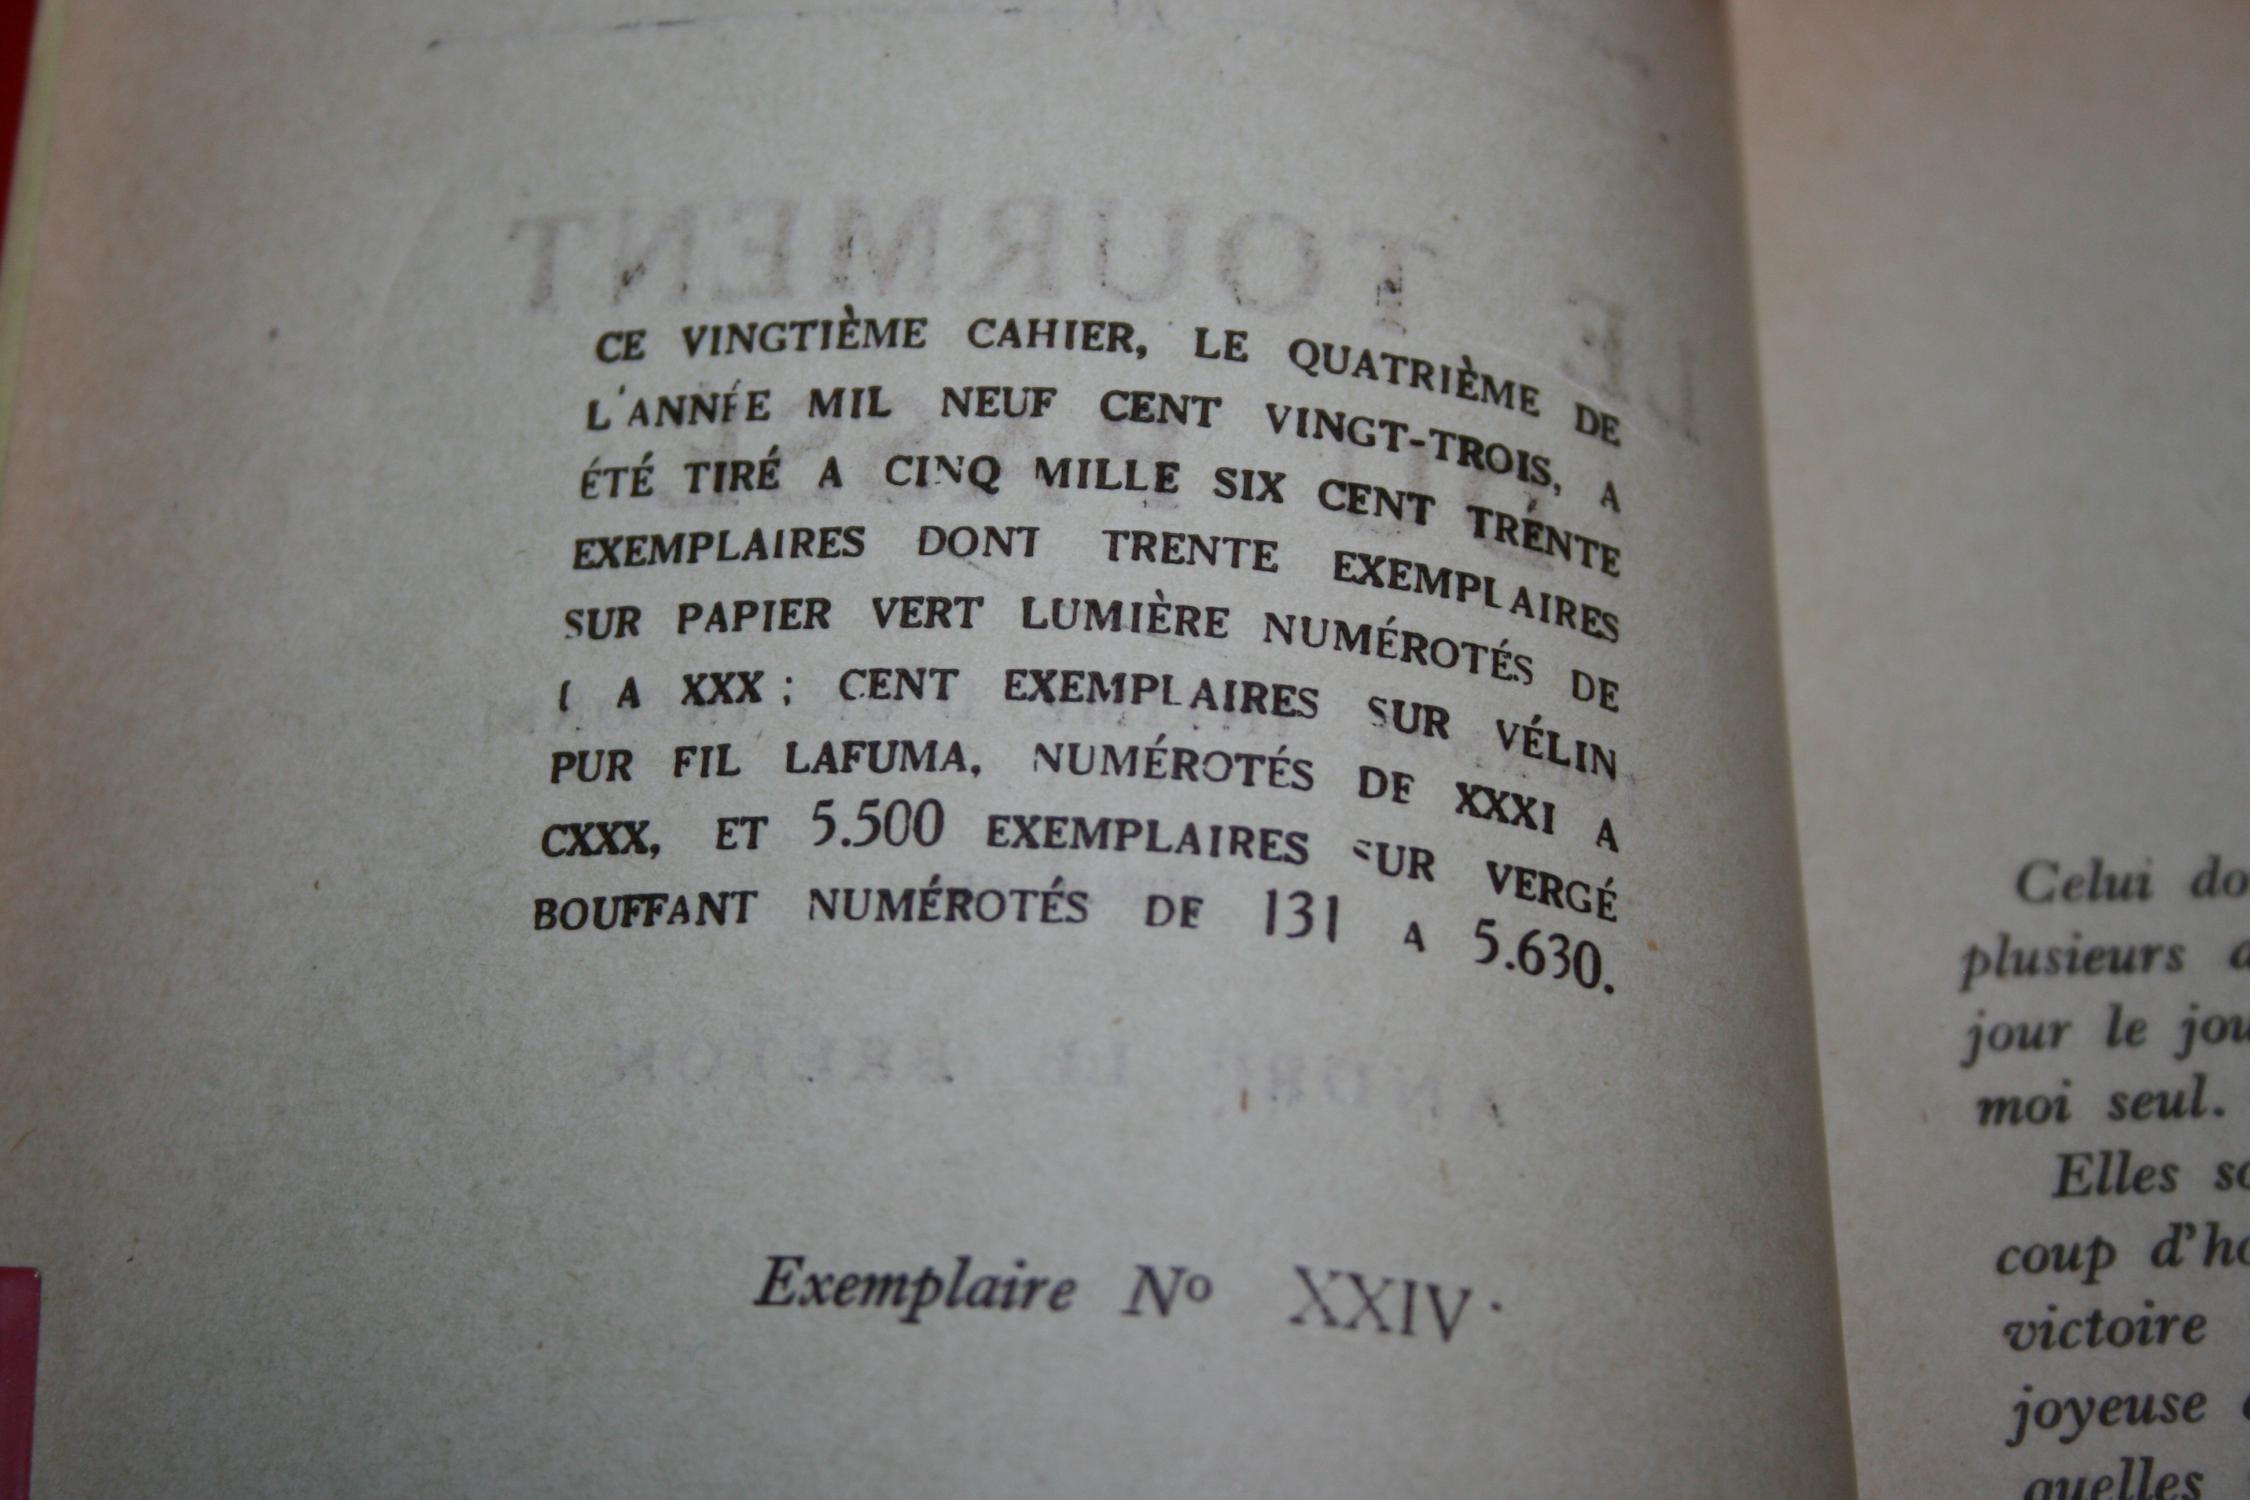 CE VINGTIÈME CAHIER, LE QUATRIÈME DE
L'ANNÉE MIL NEUF CENT VINGT-TROIS, A
ÉTÉ TIRÉ A CINQ MILLE SIX CENT TRENTE
EXEMPLAIRES DONT TRENTE EXEMPLAIRES
SUR PAPIER VERT LUMIÈRE NUMÉROTÉS DE
I A XXX ; CENT EXEMPLAIRES SUR VÉLIN
PUR FIL LAFUMA, NUMÉROTÉS DE XXXI A
CXXX, ET 5.500 EXEMPLAIRES SUR VERGÉ
BOUFFANT NUMÉROTÉS DE 131 A 5.630.
Exemplaire No XXIV.
Celui
plusieurs
jour le
moi seul.
Elles
coup
victoire
joyeuse
quelles